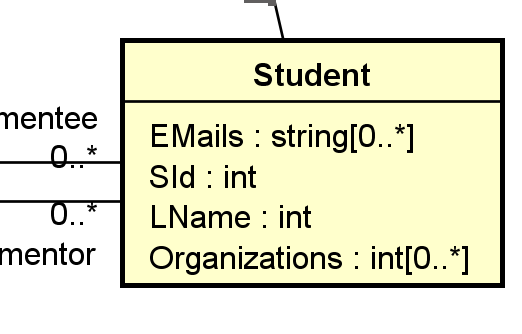 Student
mentee
0..*
0..*
mentor
EMails : string[0..*]
SId : int
LName : int
Organizations : int[0..*]